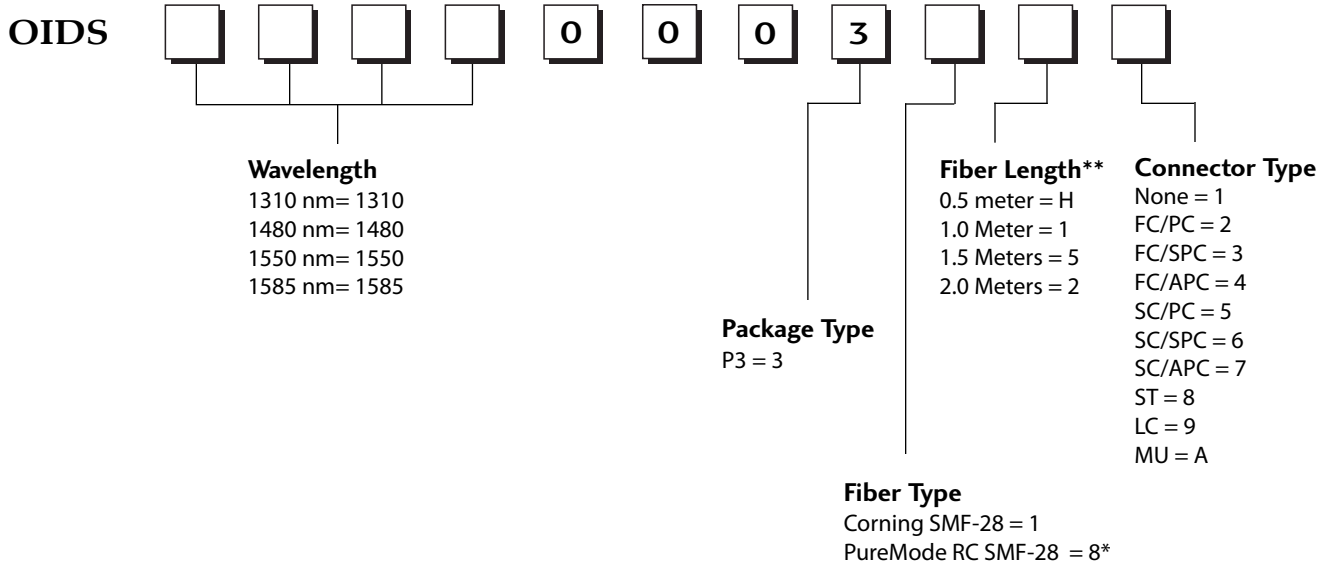 OIDS 0 0 0 3
Wavelength
1310 nm= 1310
1480 nm= 1480
1550 nm= 1550
1585 nm= 1585
Package Type
P3 = 3
Fiber Type
Corning SMF-28 = 1
PureMode RC SMF-28 = 8*
Fiber Length**
0.5 meter = H
1.0 Meter = 1
1.5 Meters = 5
2.0 Meters = 2
Connector Type
None = 1
FC/PC = 2
FC/SPC = 3
FC/APC = 4
SC/PC = 5
SC/SPC = 6
SC/APC = 7
ST = 8
LC = 9
MU = A